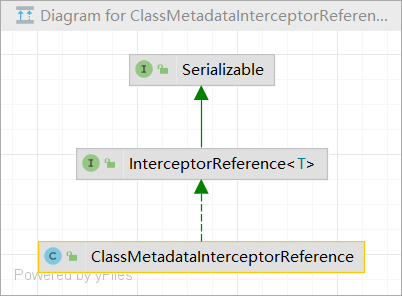 Diagram for ClassMetadataInterceptorReferen...
I Serializable
I InterceptorReference<T>
C ClassMetadataInterceptorReference
Powered by yFiles